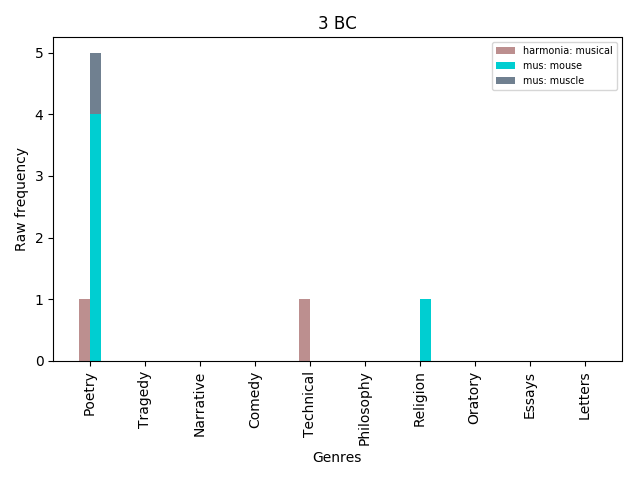 3 BC
harmonia: musical
mus: mouse
mus: muscle
Raw frequency
5
4
3
2
1
0
Poetry
Tragedy
Narrative
Comedy
Technical
Philosophy
Religion
Oratory
Essays
Letters
Genres